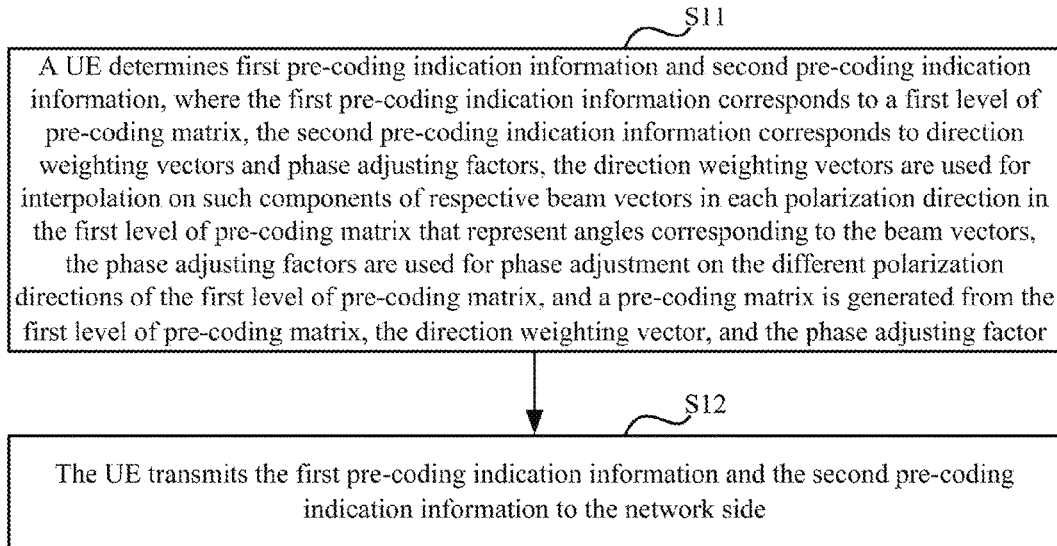 S11
A UE determines first pre-coding indication information and second pre-coding indication
information, where the first pre-coding indication information corresponds to a first level of
pre-coding matrix, the second pre-coding indication information corresponds to direction
weighting vectors and phase adjusting factors, the direction weighting vectors are used for
interpolation on such components of respective beam vectors in each polarization direction in
the first level of pre-coding matrix that represent angles corresponding to the beam vectors,
the phase adjusting factors are used for phase adjustment on the different polarization
directions of the first level of pre-coding matrix, and a pre-coding matrix is generated from the
first level of pre-coding matrix, the direction weighting vector, and the phase adjusting factor
S12
The UE transmits the first pre-coding indication information and the second pre-coding
indication information to the network side